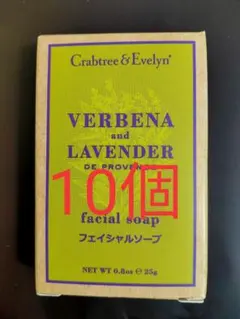 Crabtree & Evelyn®
VERBENA
and
LAVENDER
DE PROVENCE
10個
facial soap
フェイシャルソープ
NET WT 0.8oz ℮ 25g